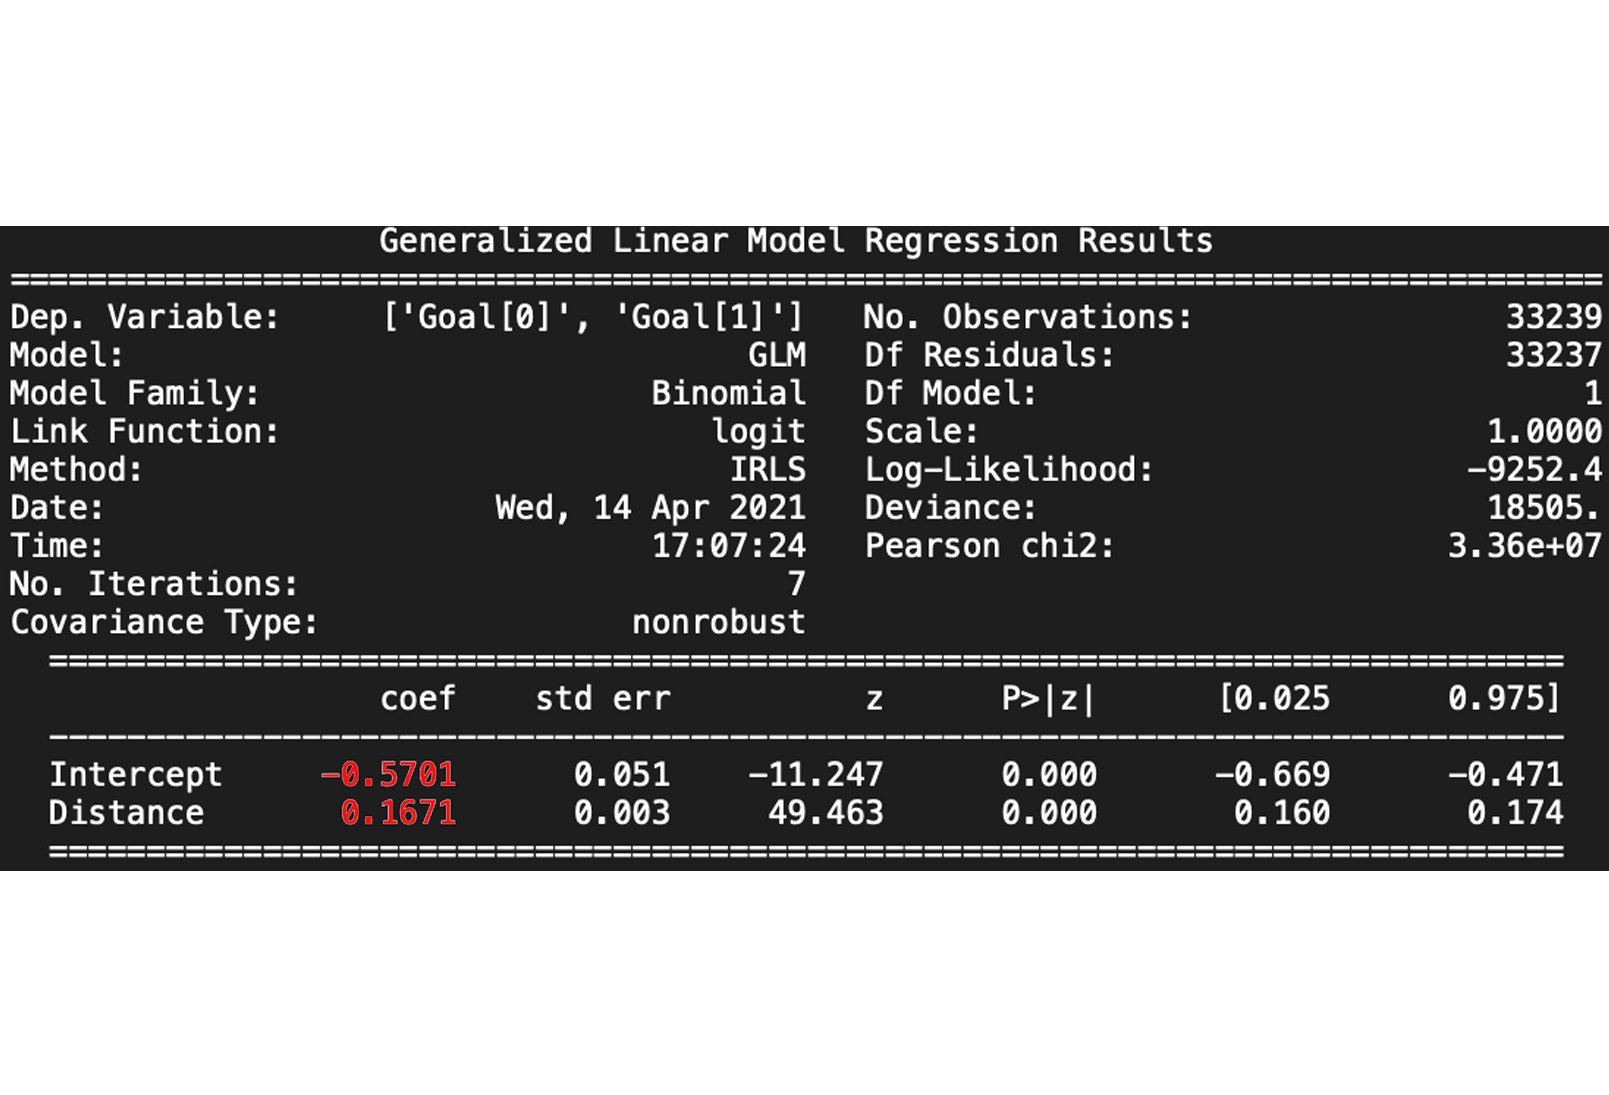 Generalized Linear Model Regression Results
==================================================================================
Dep. Variable: ['Goal[0]', 'Goal[1]'] No. Observations: 33239
Model: GLM Df Residuals: 33237
Model Family: Binomial Df Model: 1
Link Function: logit Scale: 1.0000
Method: IRLS Log-Likelihood: -9252.4
Date: Wed, 14 Apr 2021 Deviance: 18505.
Time: 17:07:24 Pearson chi2: 3.36e+07
No. Iterations: 7
Covariance Type: nonrobust
==============================================================================
coef std err z P>|z| [0.025 0.975]
------------------------------------------------------------------------------
Intercept -0.5701 0.051 -11.247 0.000 -0.669 -0.471
Distance 0.1671 0.003 49.463 0.000 0.160 0.174
==============================================================================